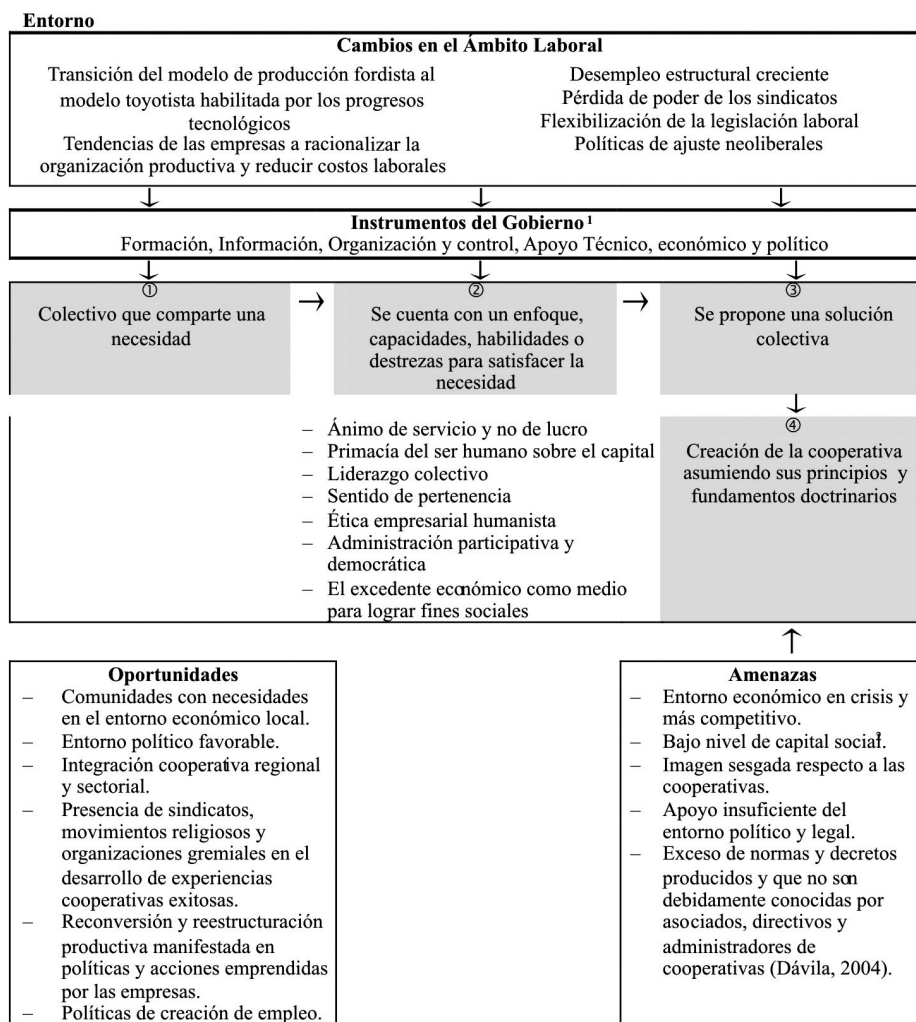 Entorno
Cambios en el Ámbito Laboral
Transición del modelo de producción fordista al
modelo toyotista habilitada por los progresos
tecnológicos
Tendencias de las empresas a racionalizar la
organización productiva y reducir costos laborales
Desempleo estructural creciente
Pérdida de poder de los sindicatos
Flexibilización de la legislación laboral
Políticas de ajuste neoliberales
Instrumentos del Gobierno ¹
Formación, Información, Organización y control, Apoyo Técnico, económico y político
①
Colectivo que comparte una
necesidad
②
Se cuenta con un enfoque,
capacidades, habilidades o
destrezas para satisfacer la
necesidad
③
Se propone una solución
colectiva
– Ánimo de servicio y no de lucro
– Primacía del ser humano sobre el capital
– Liderazgo colectivo
– Sentido de pertenencia
– Ética empresarial humanista
– Administración participativa y
democrática
– El excedente económico como medio
para lograr fines sociales
④
Creación de la cooperativa
asumiendo sus principios y
fundamentos doctrinarios
Oportunidades
– Comunidades con necesidades
en el entorno económico local.
– Entorno político favorable.
– Integración cooperativa regional
y sectorial.
– Presencia de sindicatos,
movimientos religiosos y
organizaciones gremiales en el
desarrollo de experiencias
cooperativas exitosas.
– Reconversión y reestructuración
productiva manifestada en
políticas y acciones emprendidas
por las empresas.
– Políticas de creación de empleo.
Amenazas
– Entorno económico en crisis y
más competitivo.
– Bajo nivel de capital social².
– Imagen sesgada respecto a las
cooperativas.
– Apoyo insuficiente del
entorno político y legal.
– Exceso de normas y decretos
producidos y que no son
debidamente conocidas por
asociados, directivos y
administradores de
cooperativas (Dávila, 2004).